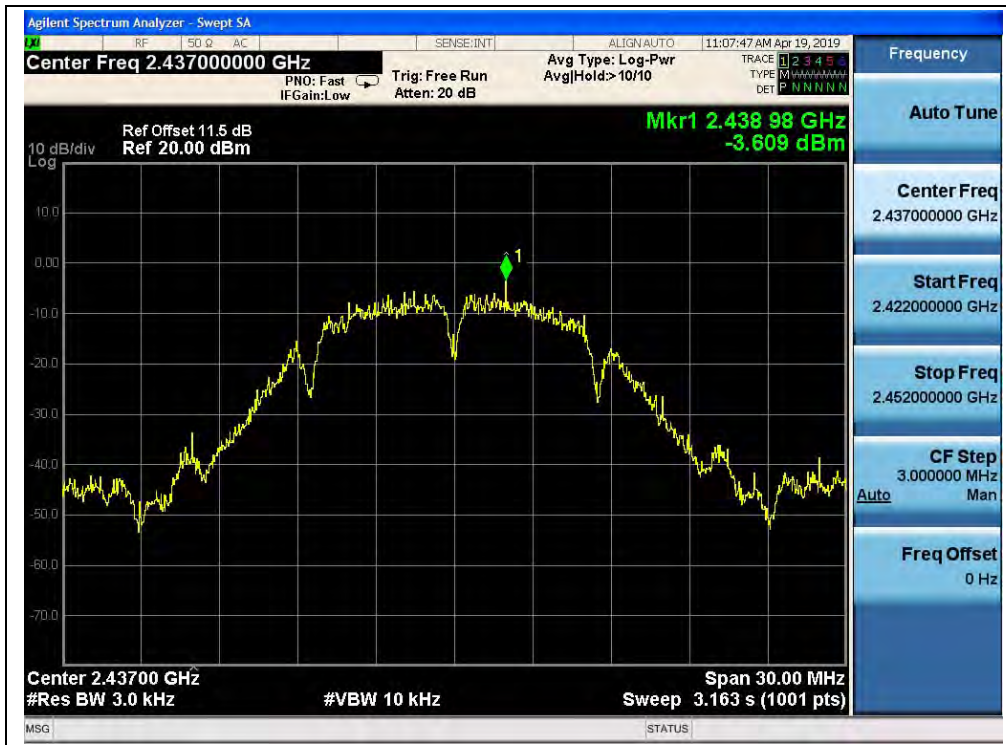 Agilent Spectrum Analyzer - Swept SA
LXI RF 50 Ω AC SENSE:INT ALIGNAUTO 11:07:47 AM Apr 19, 2019
Center Freq 2.437000000 GHz
PNO: Fast
IFGain:Low
Trig: Free Run
Atten: 20 dB
Avg Type: Log-Pwr
Avg|Hold:>10/10
TRACE 1 2 3 4 5 6
TYPE M
DET P N N N N N
Mkr1 2.438 98 GHz
-3.609 dBm
Ref Offset 11.5 dB
10 dB/div Ref 20.00 dBm
Log
10.0
0.00
-10.0
-20.0
-30.0
-40.0
-50.0
-60.0
-70.0
1
Center 2.43700 GHz Span 30.00 MHz
#Res BW 3.0 kHz #VBW 10 kHz Sweep 3.163 s (1001 pts)
MSG STATUS
Frequency
Auto Tune
Center Freq
2.437000000 GHz
Start Freq
2.422000000 GHz
Stop Freq
2.452000000 GHz
CF Step
3.000000 MHz
Auto Man
Freq Offset
0 Hz